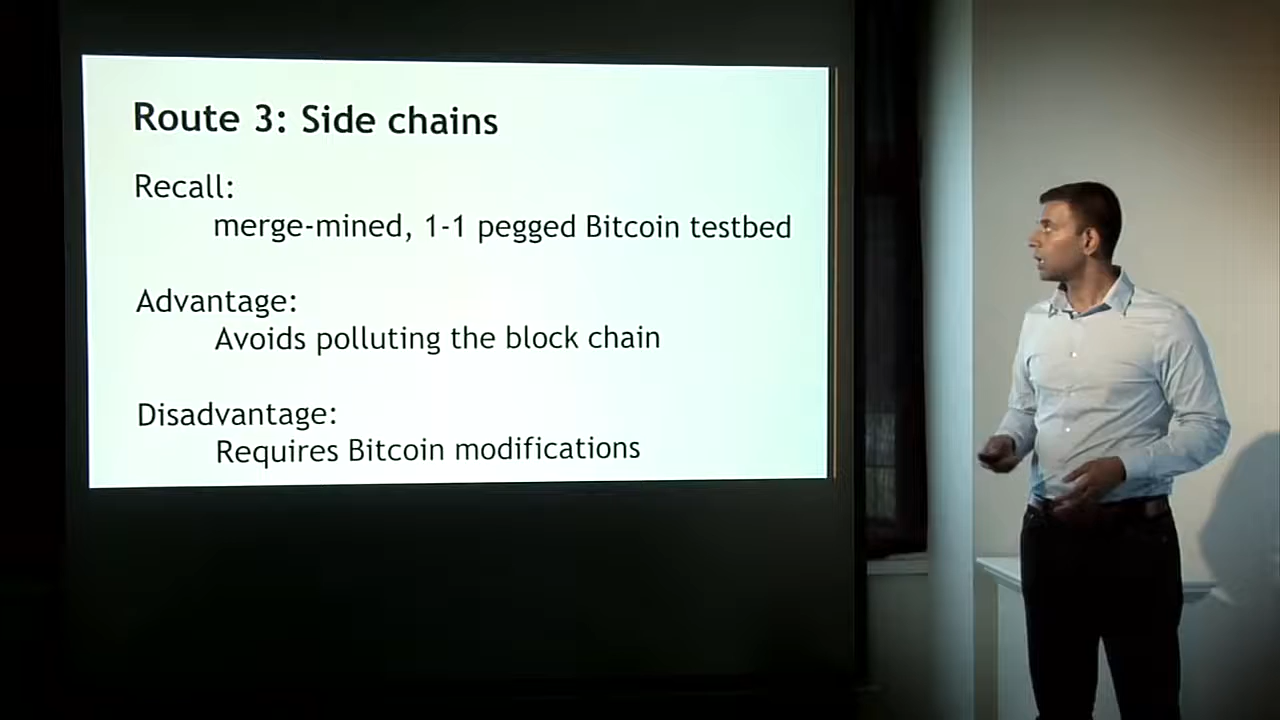 Route 3: Side chains
Recall:
merge-mined, 1-1 pegged Bitcoin testbed
Advantage:
Avoids polluting the block chain
Disadvantage:
Requires Bitcoin modifications